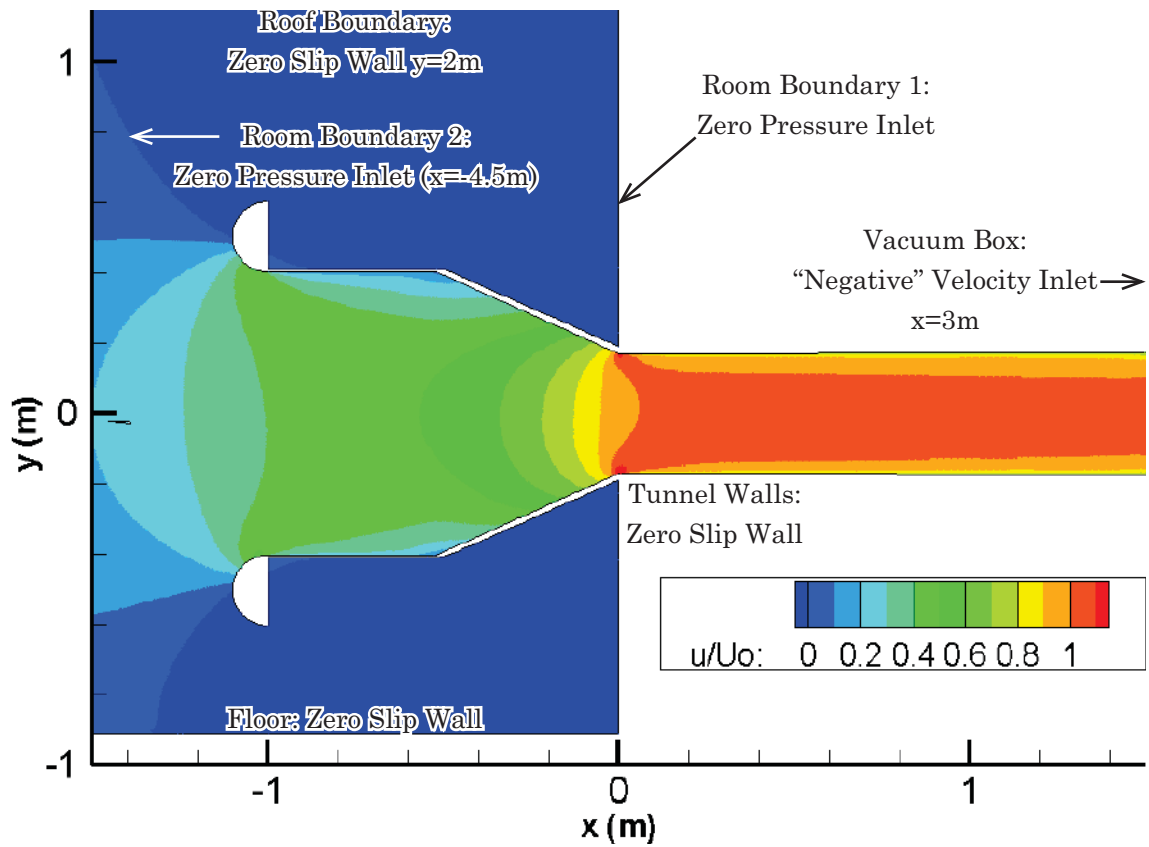 Roof Boundary:
Zero Slip Wall y=2m
Room Boundary 2:
Zero Pressure Inlet (x=-4.5m)
Room Boundary 1:
Zero Pressure Inlet
Vacuum Box:
“Negative” Velocity Inlet
x=3m
Tunnel Walls:
Zero Slip Wall
Floor: Zero Slip Wall
u/Uo: 0 0.2 0.4 0.6 0.8 1
1
0
-1
y (m)
-1 0 1
x (m)